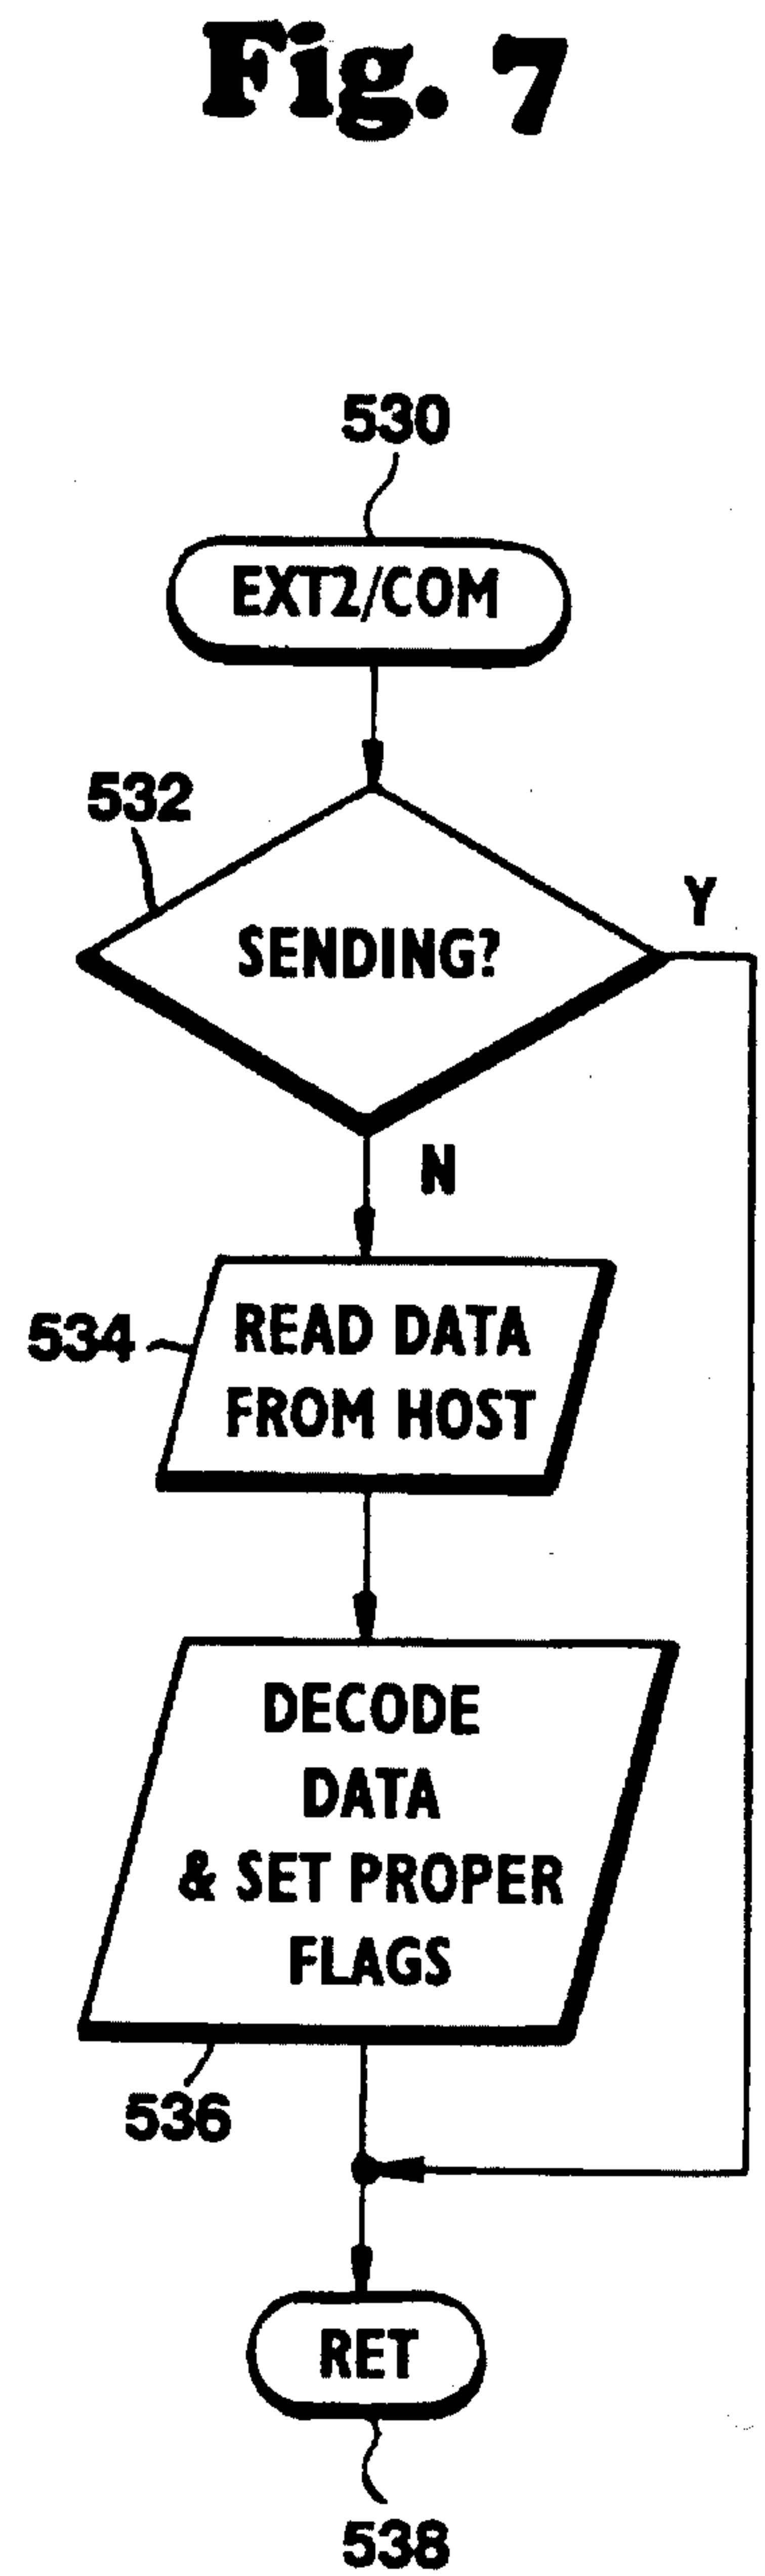 Fig. 7
530
EXT2/COM
532
SENDING?
Y
N
534
READ DATA
FROM HOST
DECODE
DATA
& SET PROPER
FLAGS
536
RET
538